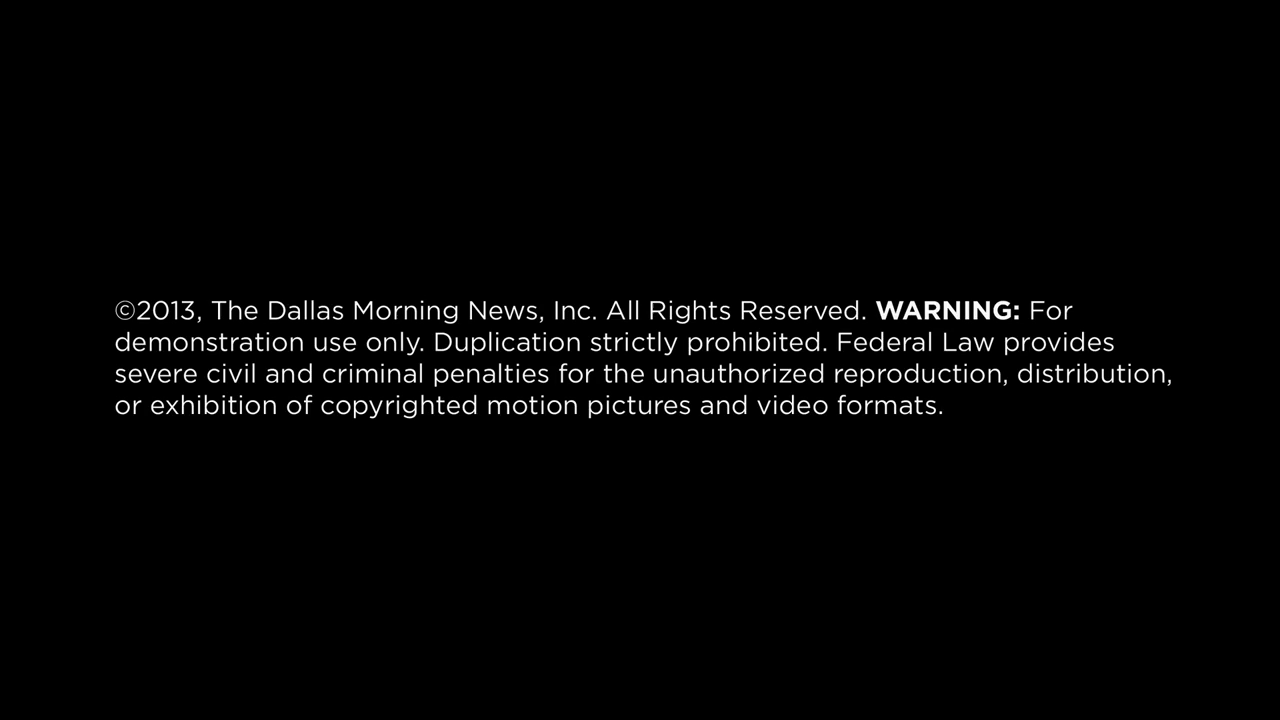 ©2013, The Dallas Morning News, Inc. All Rights Reserved. WARNING: For
demonstration use only. Duplication strictly prohibited. Federal Law provides
severe civil and criminal penalties for the unauthorized reproduction, distribution,
or exhibition of copyrighted motion pictures and video formats.